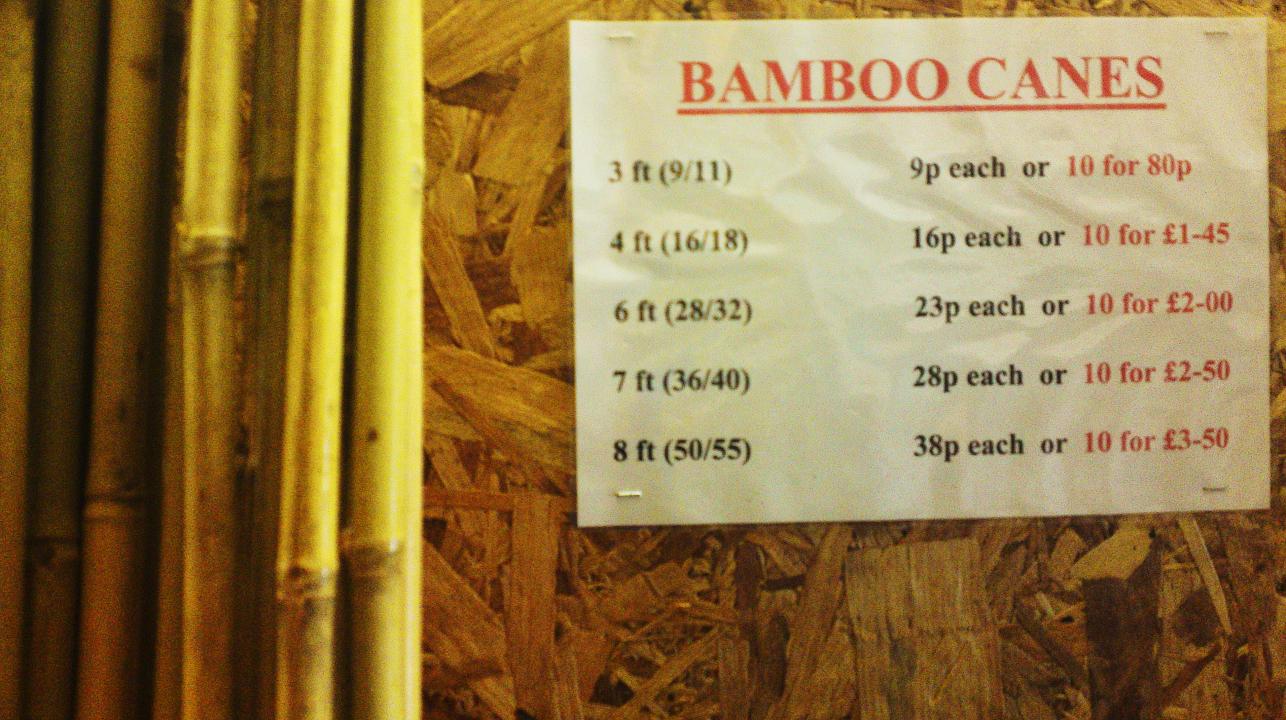 BAMBOO CANES
3 ft (9/11) 9p each or 10 for 80p
4 ft (16/18) 16p each or 10 for £1-45
6 ft (28/32) 23p each or 10 for £2-00
7 ft (36/40) 28p each or 10 for £2-50
8 ft (50/55) 38p each or 10 for £3-50